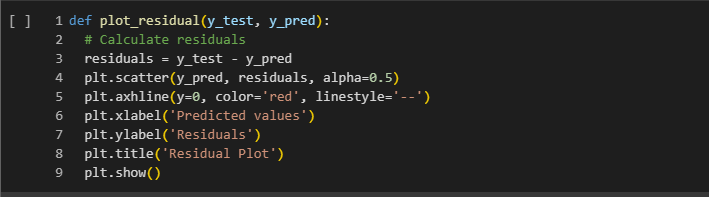 [ ] 1 def plot_residual(y_test, y_pred):
2   # Calculate residuals
3   residuals = y_test - y_pred
4   plt.scatter(y_pred, residuals, alpha=0.5)
5   plt.axhline(y=0, color='red', linestyle='--')
6   plt.xlabel('Predicted values')
7   plt.ylabel('Residuals')
8   plt.title('Residual Plot')
9   plt.show()